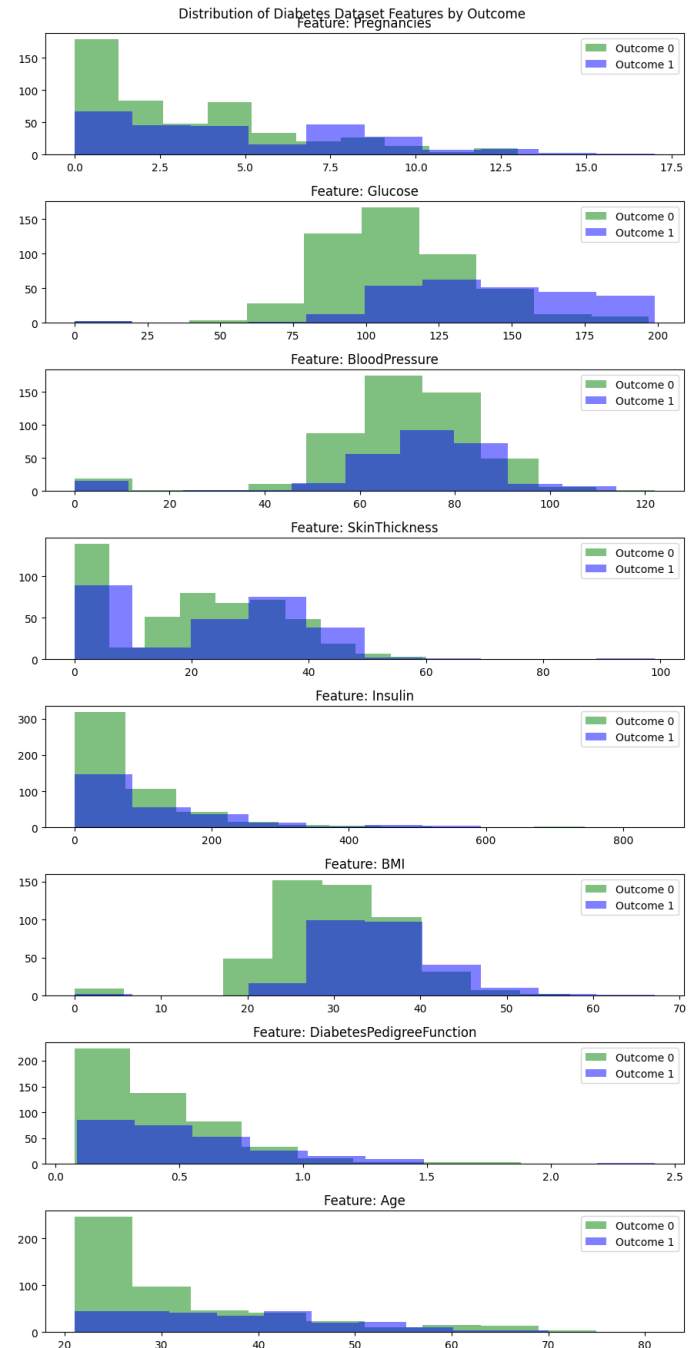 Distribution of Diabetes Dataset Features by Outcome
Feature: Pregnancies
150
100
50
0
Outcome 0
Outcome 1
0.0 2.5 5.0 7.5 10.0 12.5 15.0 17.5
Feature: Glucose
150
100
50
0
Outcome 0
Outcome 1
0 25 50 75 100 125 150 175 200
Feature: BloodPressure
150
100
50
0
Outcome 0
Outcome 1
0 20 40 60 80 100 120
Feature: SkinThickness
100
50
0
Outcome 0
Outcome 1
0 20 40 60 80 100
Feature: Insulin
300
200
100
0
Outcome 0
Outcome 1
0 200 400 600 800
Feature: BMI
150
100
50
0
Outcome 0
Outcome 1
0 10 20 30 40 50 60 70
Feature: DiabetesPedigreeFunction
200
150
100
50
0
Outcome 0
Outcome 1
0.0 0.5 1.0 1.5 2.0 2.5
Feature: Age
200
100
0
Outcome 0
Outcome 1
20 30 40 50 60 70 80